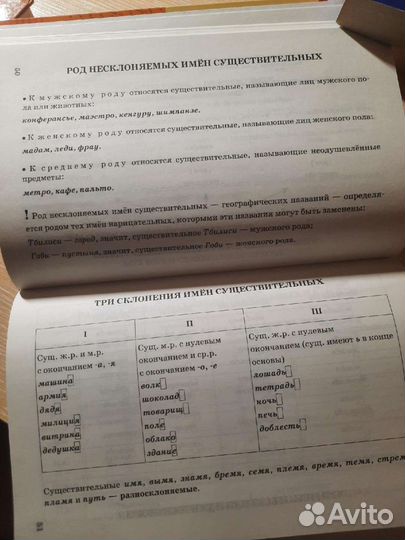 50
РОД НЕСКЛОНЯЕМЫХ ИМЁН СУЩЕСТВИТЕЛЬНЫХ
• К мужскому роду относятся существительные, называющие лиц мужского по-
ла или животных:
конферансье, маэстро, кенгуру, шимпанзе.
• К женскому роду относятся существительные, называющие лиц женского пола:
мадам, леди, фрау.
• К среднему роду относятся существительные, называющие неодушевлённые
предметы:
метро, кафе, пальто.
! Род несклоняемых имён существительных — географических названий — определя-
ется родом тех имён нарицательных, которыми эти названия могут быть заменены:
Тбилиси — город, значит, существительное Тбилиси — мужского рода;
Гоби — пустыня, значит, существительное Гоби — женского рода.
ТРИ СКЛОНЕНИЯ ИМЁН СУЩЕСТВИТЕЛЬНЫХ
I
Сущ. ж.р. и м.р.
с окончанием -а, -я
машина
армия
дядя
милиция
витрина
дедушка
II
Сущ. м.р. с нулевым
окончанием и ср.р.
с окончанием -о, -е
волк
шоколад
товарищ
поле
облако
здание
III
Сущ. ж.р. с нулевым
окончанием (сущ. имеют ь в конце
основы)
лошадь
тетрадь
ночь
печь
доблесть
Существительные имя, вымя, знамя, бремя, семя, племя, время, темя, стрем
пламя и путь — разносклоняемые.
51
Avito